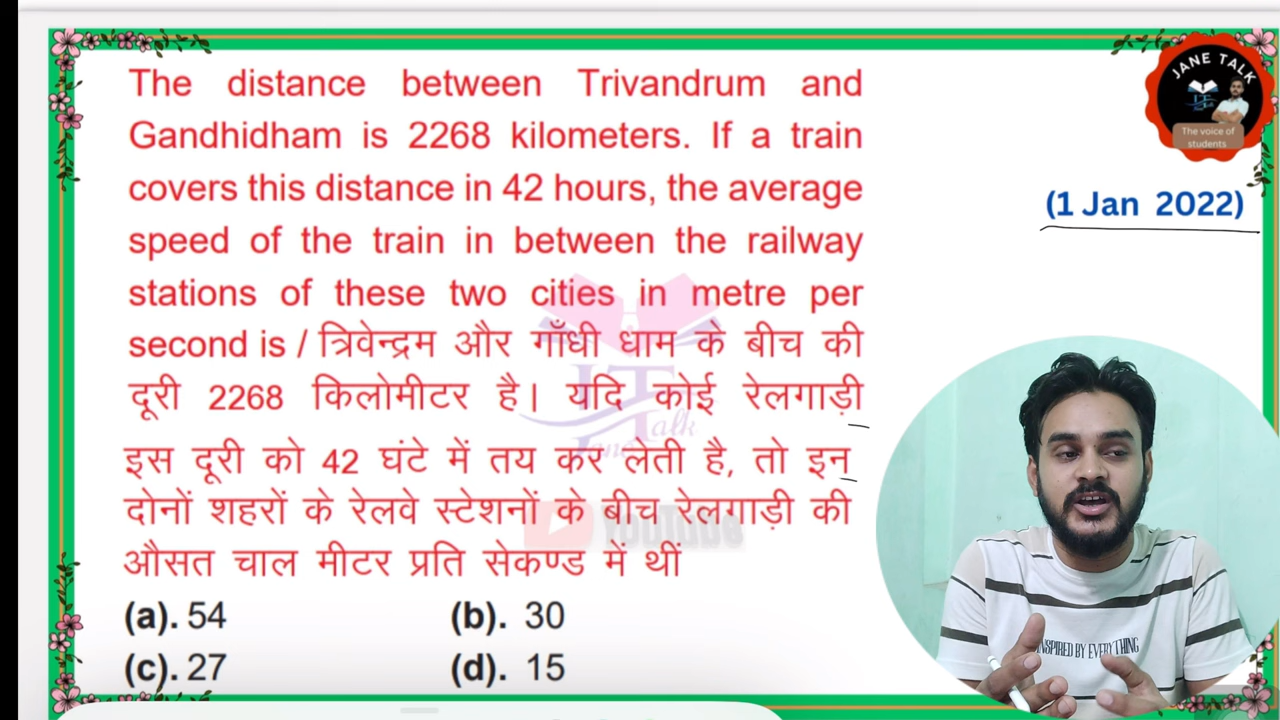 The distance between Trivandrum and
Gandhidham is 2268 kilometers. If a train
covers this distance in 42 hours, the average
speed of the train in between the railway
stations of these two cities in metre per
second is / त्रिवेन्द्रम और गाँधी धाम के बीच की
दूरी 2268 किलोमीटर है। यदि कोई रेलगाड़ी
इस दूरी को 42 घंटे में तय कर लेती है, तो इन
दोनों शहरों के रेलवे स्टेशनों के बीच रेलगाड़ी की
औसत चाल मीटर प्रति सेकण्ड में थीं
(a). 54 (b). 30
(c). 27 (d). 15
(1 Jan 2022)
JANE TALK
The voice of
students
Jane Talk
YouTube
INSPIRED BY EVERYTHING